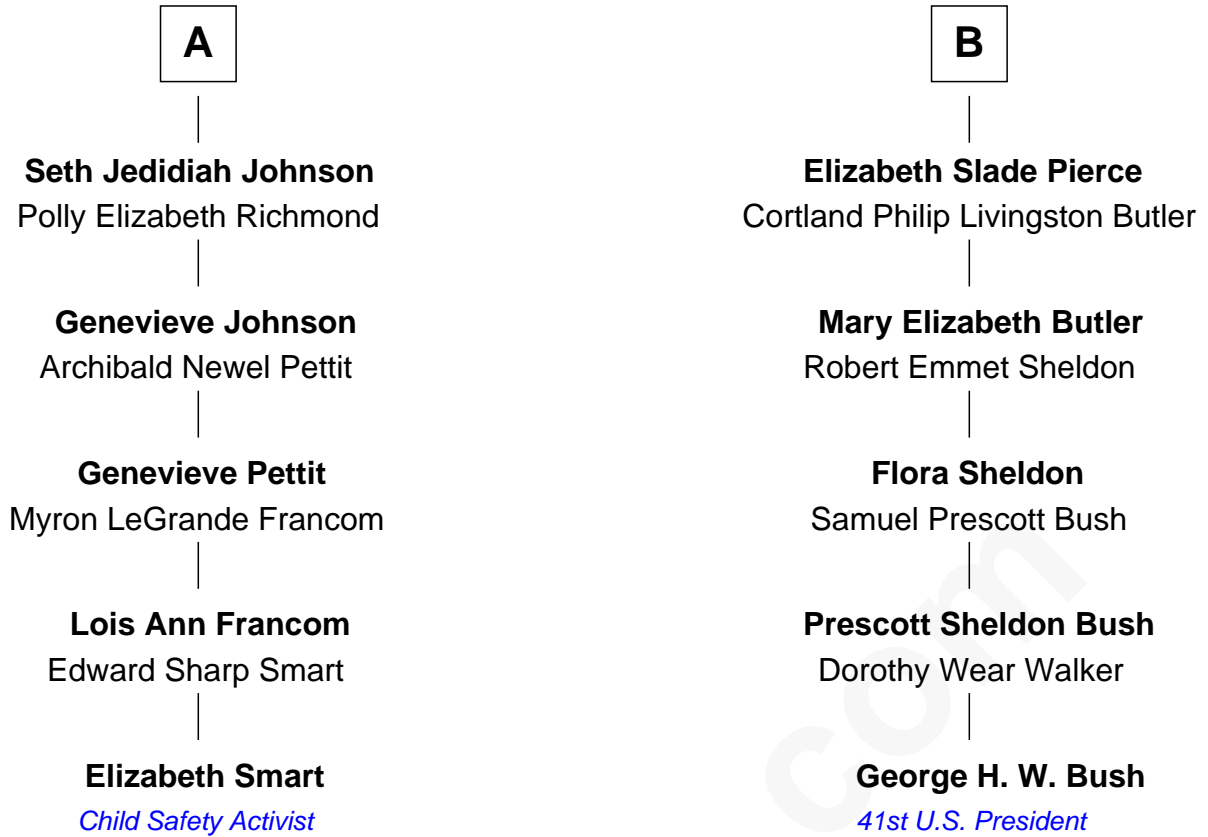 A
Seth Jedidiah Johnson
Polly Elizabeth Richmond
Genevieve Johnson
Archibald Newel Pettit
Genevieve Pettit
Myron LeGrande Francom
Lois Ann Francom
Edward Sharp Smart
Elizabeth Smart
Child Safety Activist
B
Elizabeth Slade Pierce
Cortland Philip Livingston Butler
Mary Elizabeth Butler
Robert Emmet Sheldon
Flora Sheldon
Samuel Prescott Bush
Prescott Sheldon Bush
Dorothy Wear Walker
George H. W. Bush
41st U.S. President
com